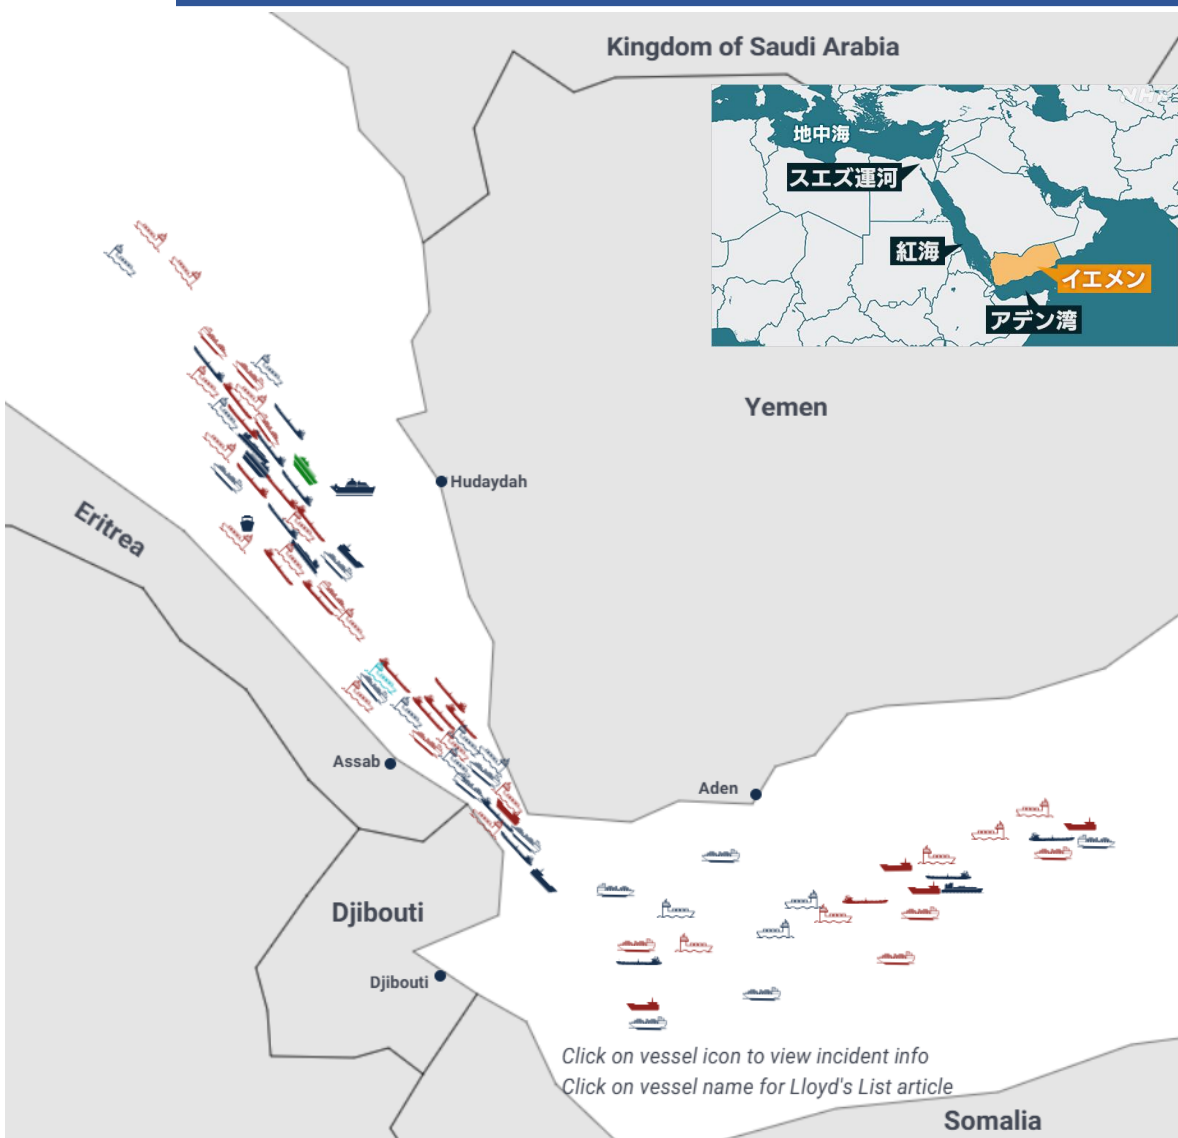 Kingdom of Saudi Arabia
NHK
地中海
スエズ運河
紅海
イエメン
アデン湾
Yemen
Hudaydah
Eritrea
Assab
Aden
Djibouti
Djibouti
Click on vessel icon to view incident info
Click on vessel name for Lloyd's List article
Somalia